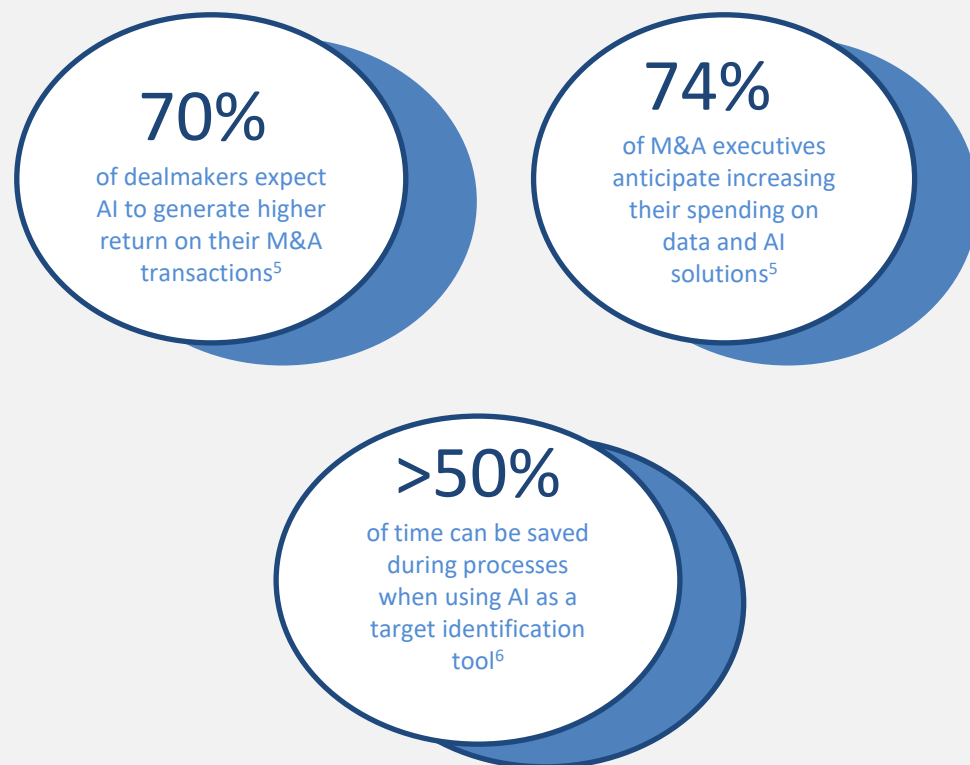 70%
of dealmakers expect
AI to generate higher
return on their M&A
transactions⁵
74%
of M&A executives
anticipate increasing
their spending on
data and AI
solutions⁵
>50%
of time can be saved
during processes
when using AI as a
target identification
tool⁶